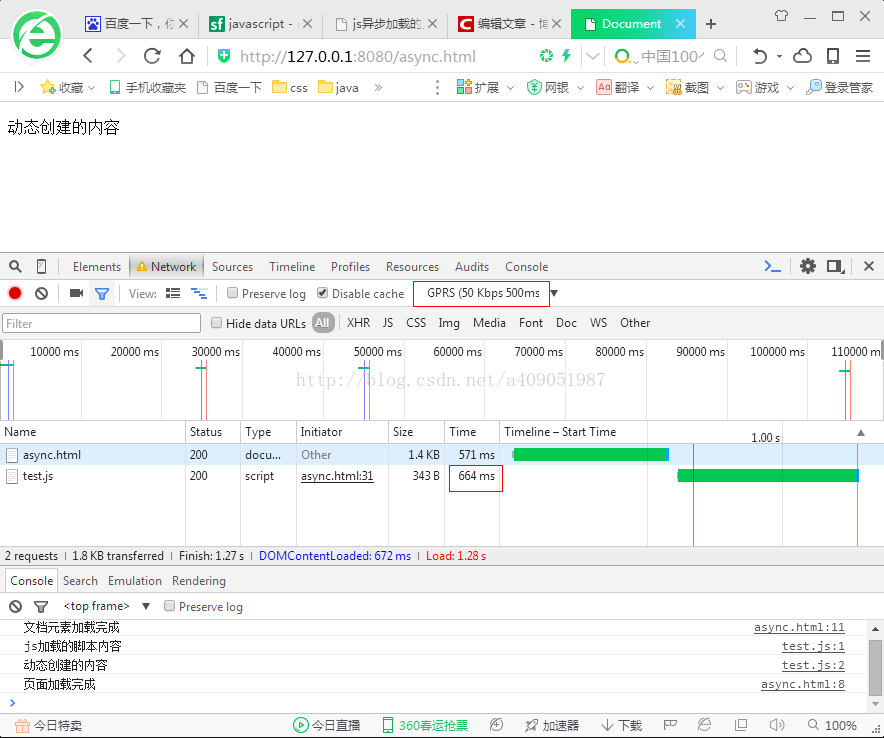 百度一下，你 javascript - js异步加载的 编辑文章 - 博 Document
http://127.0.0.1:8080/async.html 中国100
收藏 手机收藏夹 百度一下 css java » 扩展 网银 Aa 翻译 截图 游戏 登录管家
动态创建的内容
Elements Network Sources Timeline Profiles Resources Audits Console
View: Preserve log Disable cache GPRS (50 Kbps 500ms
Filter Hide data URLs All XHR JS CSS Img Media Font Doc WS Other
10000 ms 20000 ms 30000 ms 40000 ms 50000 ms 60000 ms 70000 ms 80000 ms 90000 ms 100000 ms 110000 m
http://blog.csdn.net/a409051987
Name Status Type Initiator Size Time Timeline – Start Time 1.00 s
async.html 200 docu... Other 1.4 KB 571 ms
test.js 200 script async.html:31 343 B 664 ms
2 requests | 1.8 KB transferred | Finish: 1.27 s | DOMContentLoaded: 672 ms | Load: 1.28 s
Console Search Emulation Rendering
<top frame> Preserve log
文档元素加载完成 async.html:11
js加载的脚本内容 test.js:1
动态创建的内容 test.js:2
页面加载完成 async.html:8
今日特卖 今日直播 360春运抢票 加速器 下载 100%